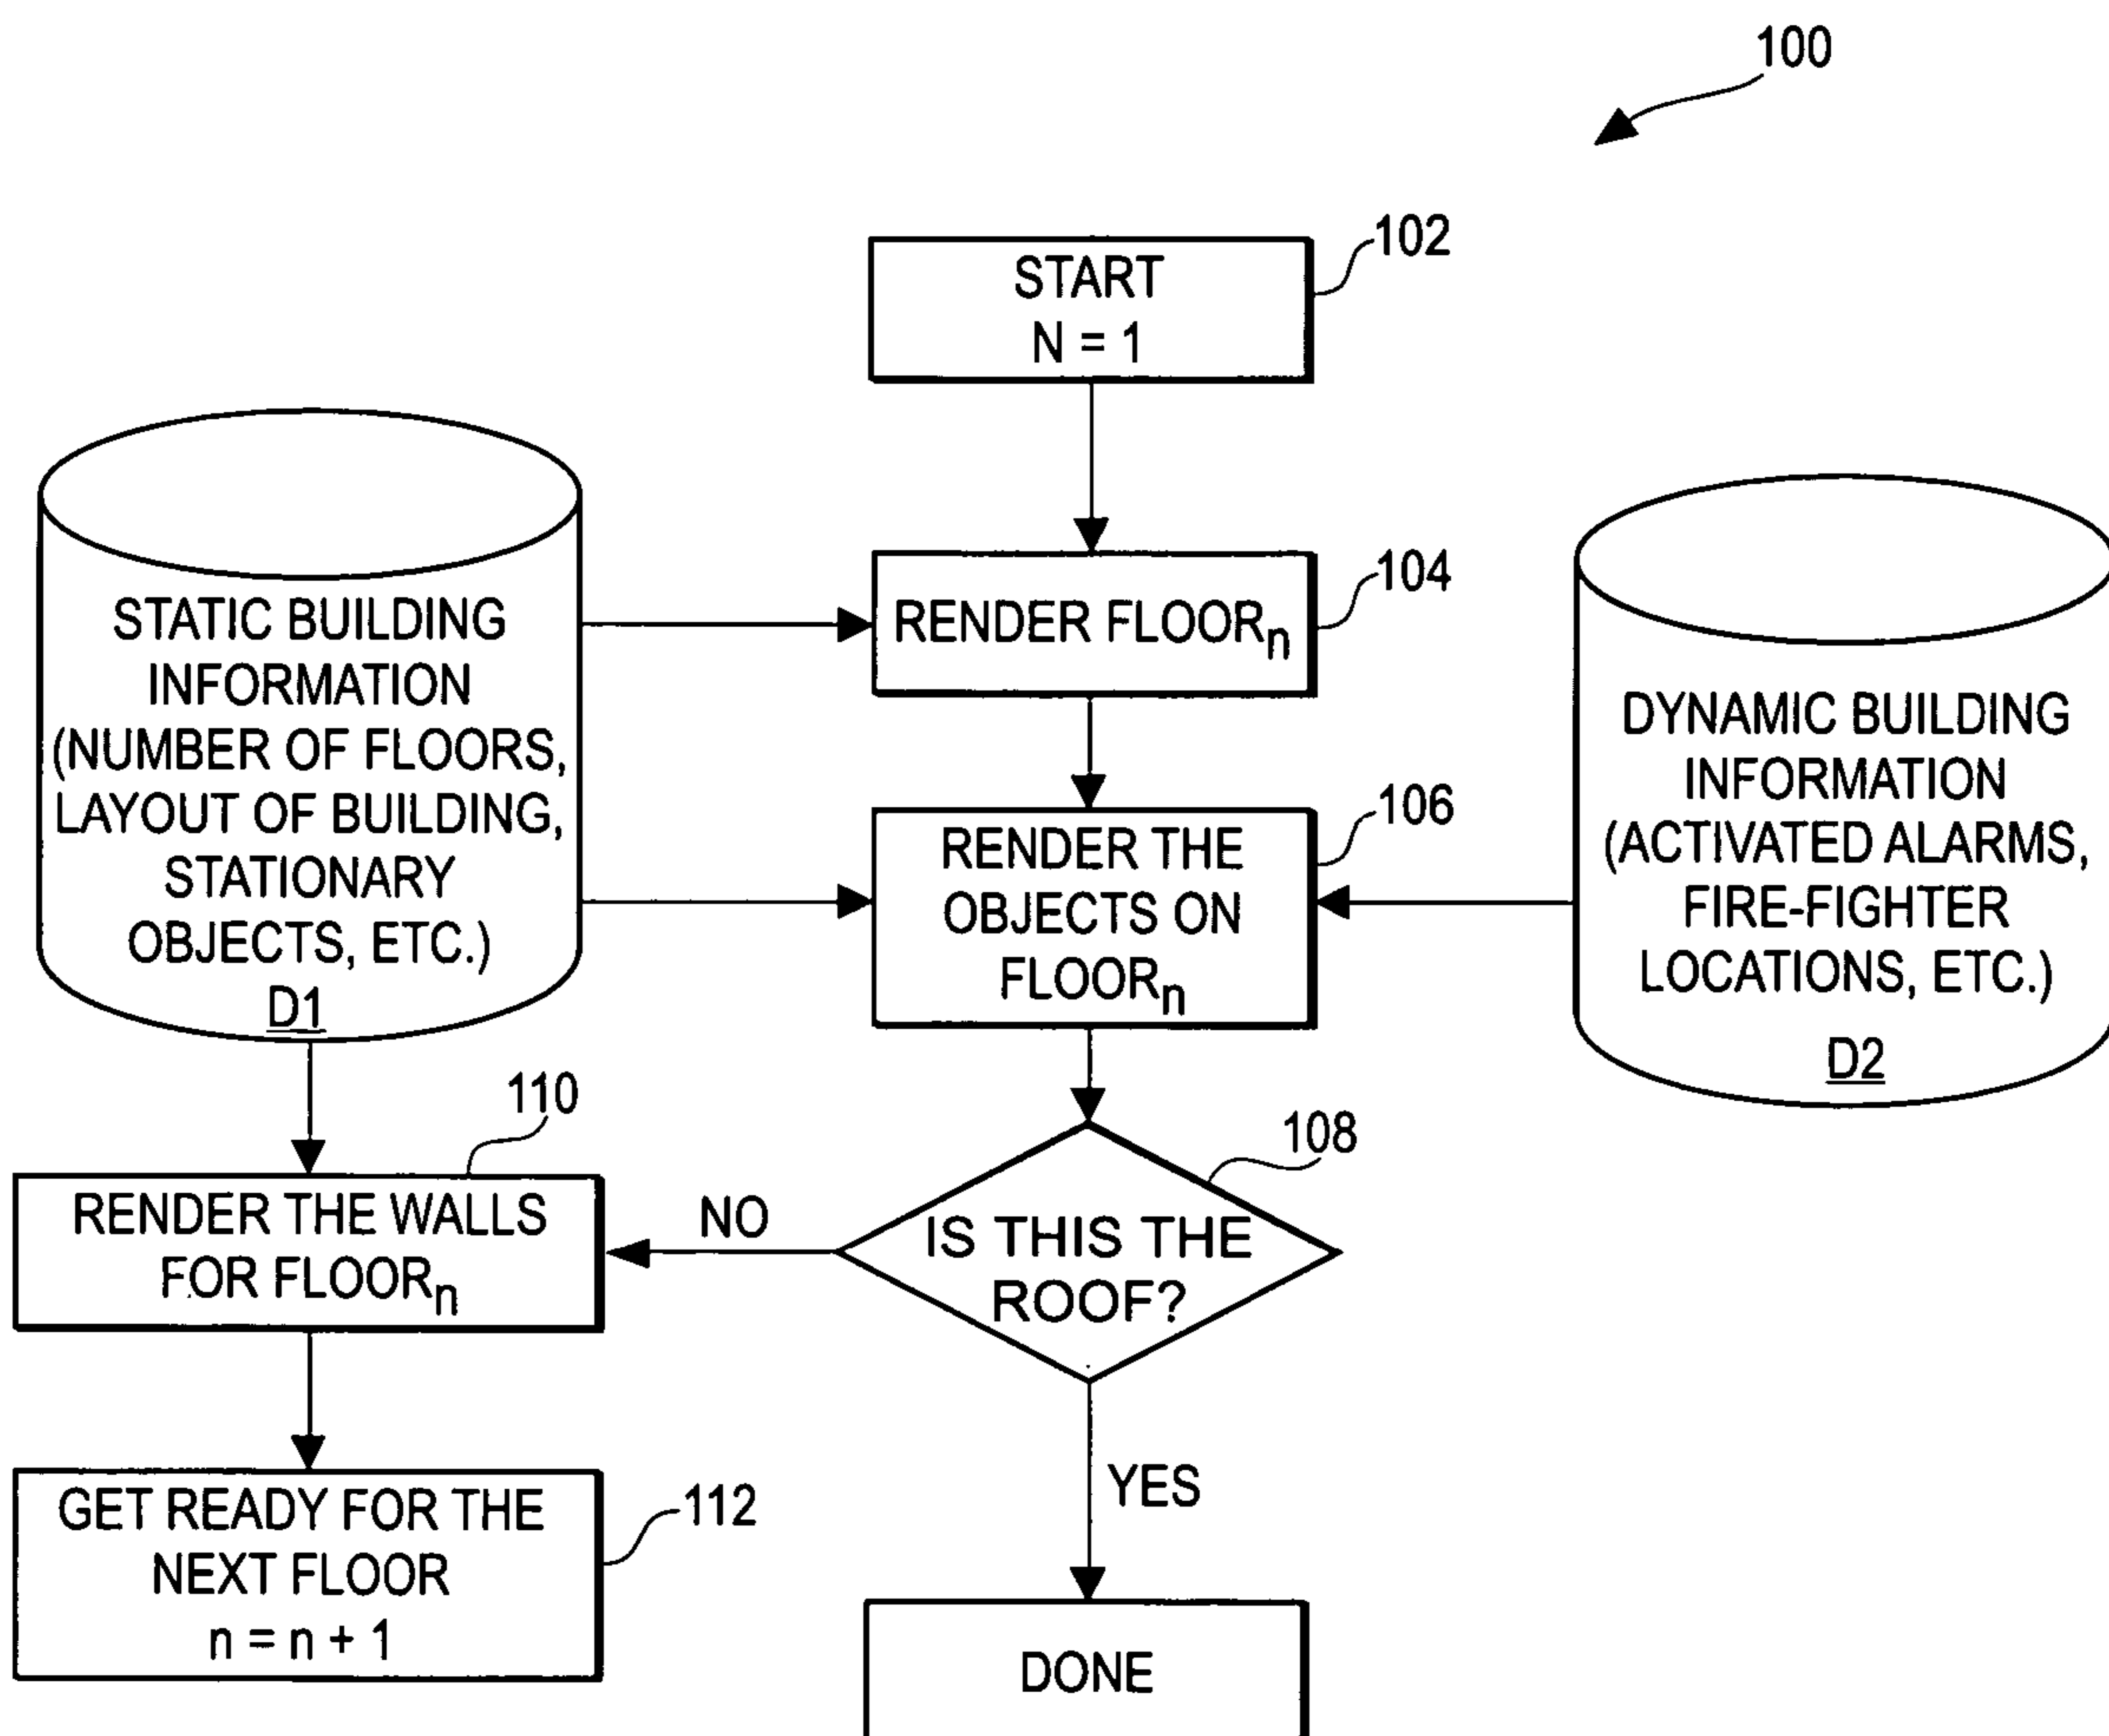 100
START
N = 1
102
STATIC BUILDING
INFORMATION
(NUMBER OF FLOORS,
LAYOUT OF BUILDING,
STATIONARY
OBJECTS, ETC.)
D1
RENDER FLOORn
104
DYNAMIC BUILDING
INFORMATION
(ACTIVATED ALARMS,
FIRE-FIGHTER
LOCATIONS, ETC.)
D2
RENDER THE
OBJECTS ON
FLOORn
106
IS THIS THE
ROOF?
108
NO
YES
RENDER THE WALLS
FOR FLOORn
110
GET READY FOR THE
NEXT FLOOR
n = n + 1
112
DONE